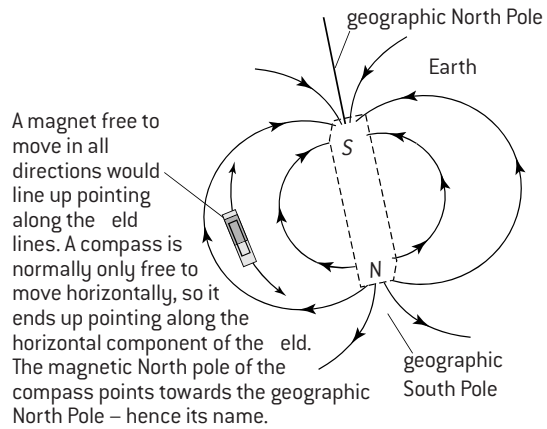 geographic North Pole
Earth
A magnet free to
move in all
directions would
line up pointing
along the eld
lines. A compass is
normally only free to
move horizontally, so it
ends up pointing along the
horizontal component of the eld.
The magnetic North pole of the
compass points towards the geographic
North Pole – hence its name.
S
N
geographic
South Pole